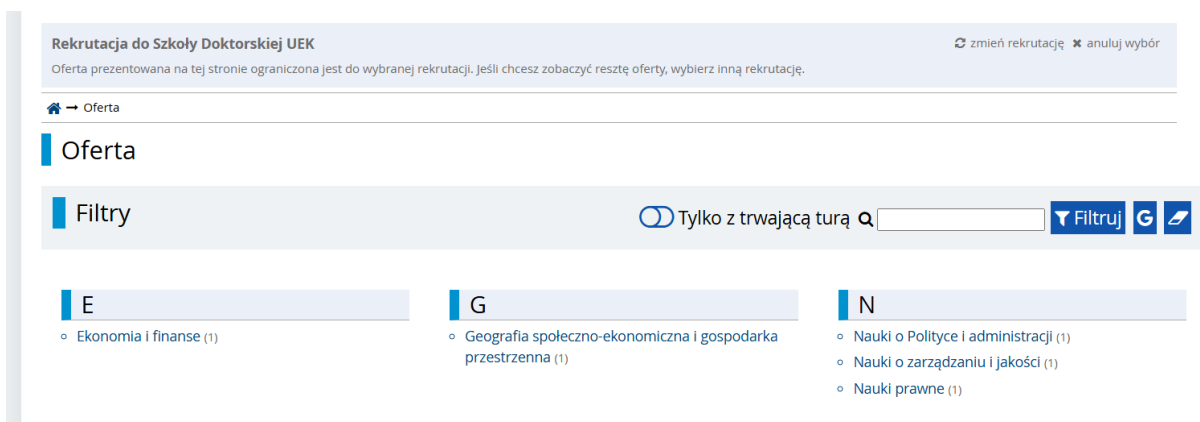 Rekrutacja do Szkoły Doktorskiej UEK
zmień rekrutację anuluj wybór
Oferta prezentowana na tej stronie ograniczona jest do wybranej rekrutacji. Jeśli chcesz zobaczyć resztę oferty, wybierz inną rekrutację.
→ Oferta
Oferta
Filtry
Tylko z trwającą turą
Filtruj
G
E
Ekonomia i finanse (1)
G
Geografia społeczno-ekonomiczna i gospodarka
przestrzenna (1)
N
Nauki o Polityce i administracji (1)
Nauki o zarządzaniu i jakości (1)
Nauki prawne (1)